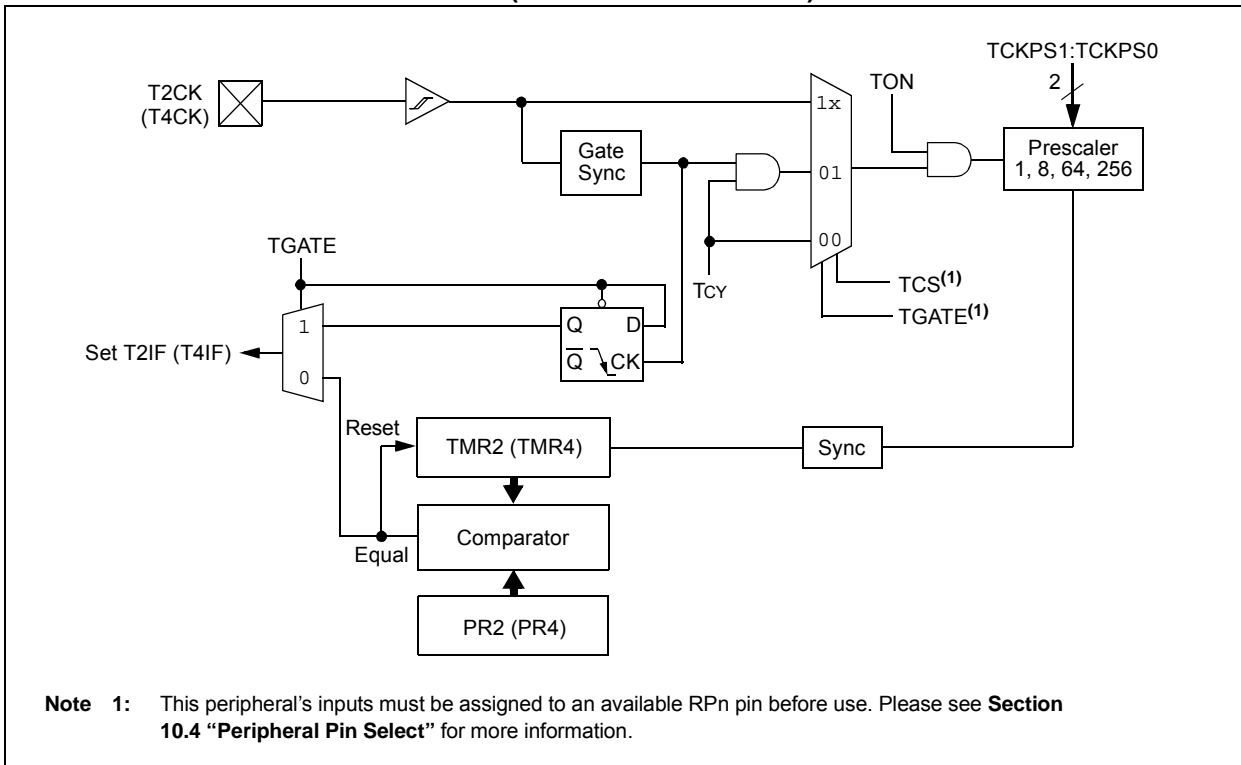 TCKPS1:TCKPS0
2
TON
T2CK
(T4CK)
1x
Gate
Sync
01
Prescaler
1, 8, 64, 256
00
TGATE
TCY
TCS(1)
TGATE(1)
1
Q
D
Set T2IF (T4IF)
Q
CK
0
Reset
TMR2 (TMR4)
Sync
Equal
Comparator
PR2 (PR4)
Note 1: This peripheral’s inputs must be assigned to an available RPn pin before use. Please see Section
10.4 “Peripheral Pin Select” for more information.